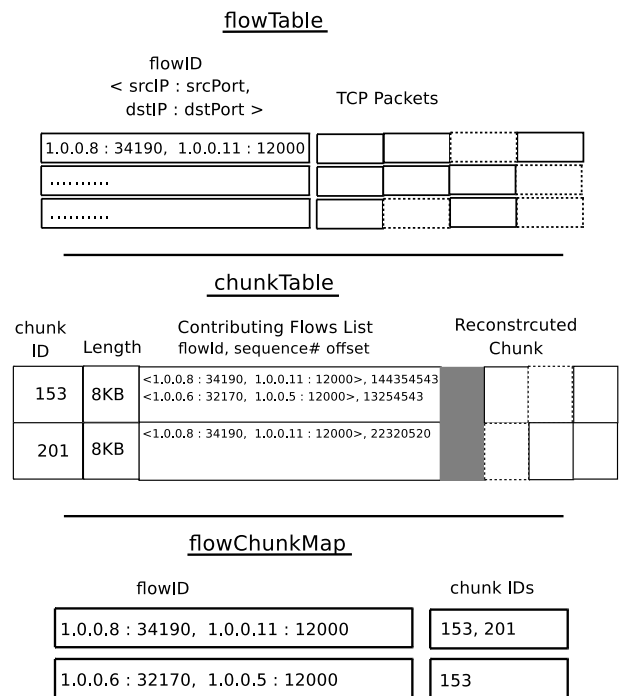 flowTable
flowID
< srcIP : srcPort,
dstIP : dstPort >
TCP Packets
1.0.0.8 : 34190, 1.0.0.11 : 12000
..........
..........
chunkTable
chunk
ID
Length
Contributing Flows List
flowId, sequence# offset
Reconstrcuted
Chunk
153
8KB
<1.0.0.8 : 34190, 1.0.0.11 : 12000>, 144354543
<1.0.0.6 : 32170, 1.0.0.5 : 12000>, 13254543
201
8KB
<1.0.0.8 : 34190, 1.0.0.11 : 12000>, 22320520
flowChunkMap
flowID
chunk IDs
1.0.0.8 : 34190, 1.0.0.11 : 12000
153, 201
1.0.0.6 : 32170, 1.0.0.5 : 12000
153